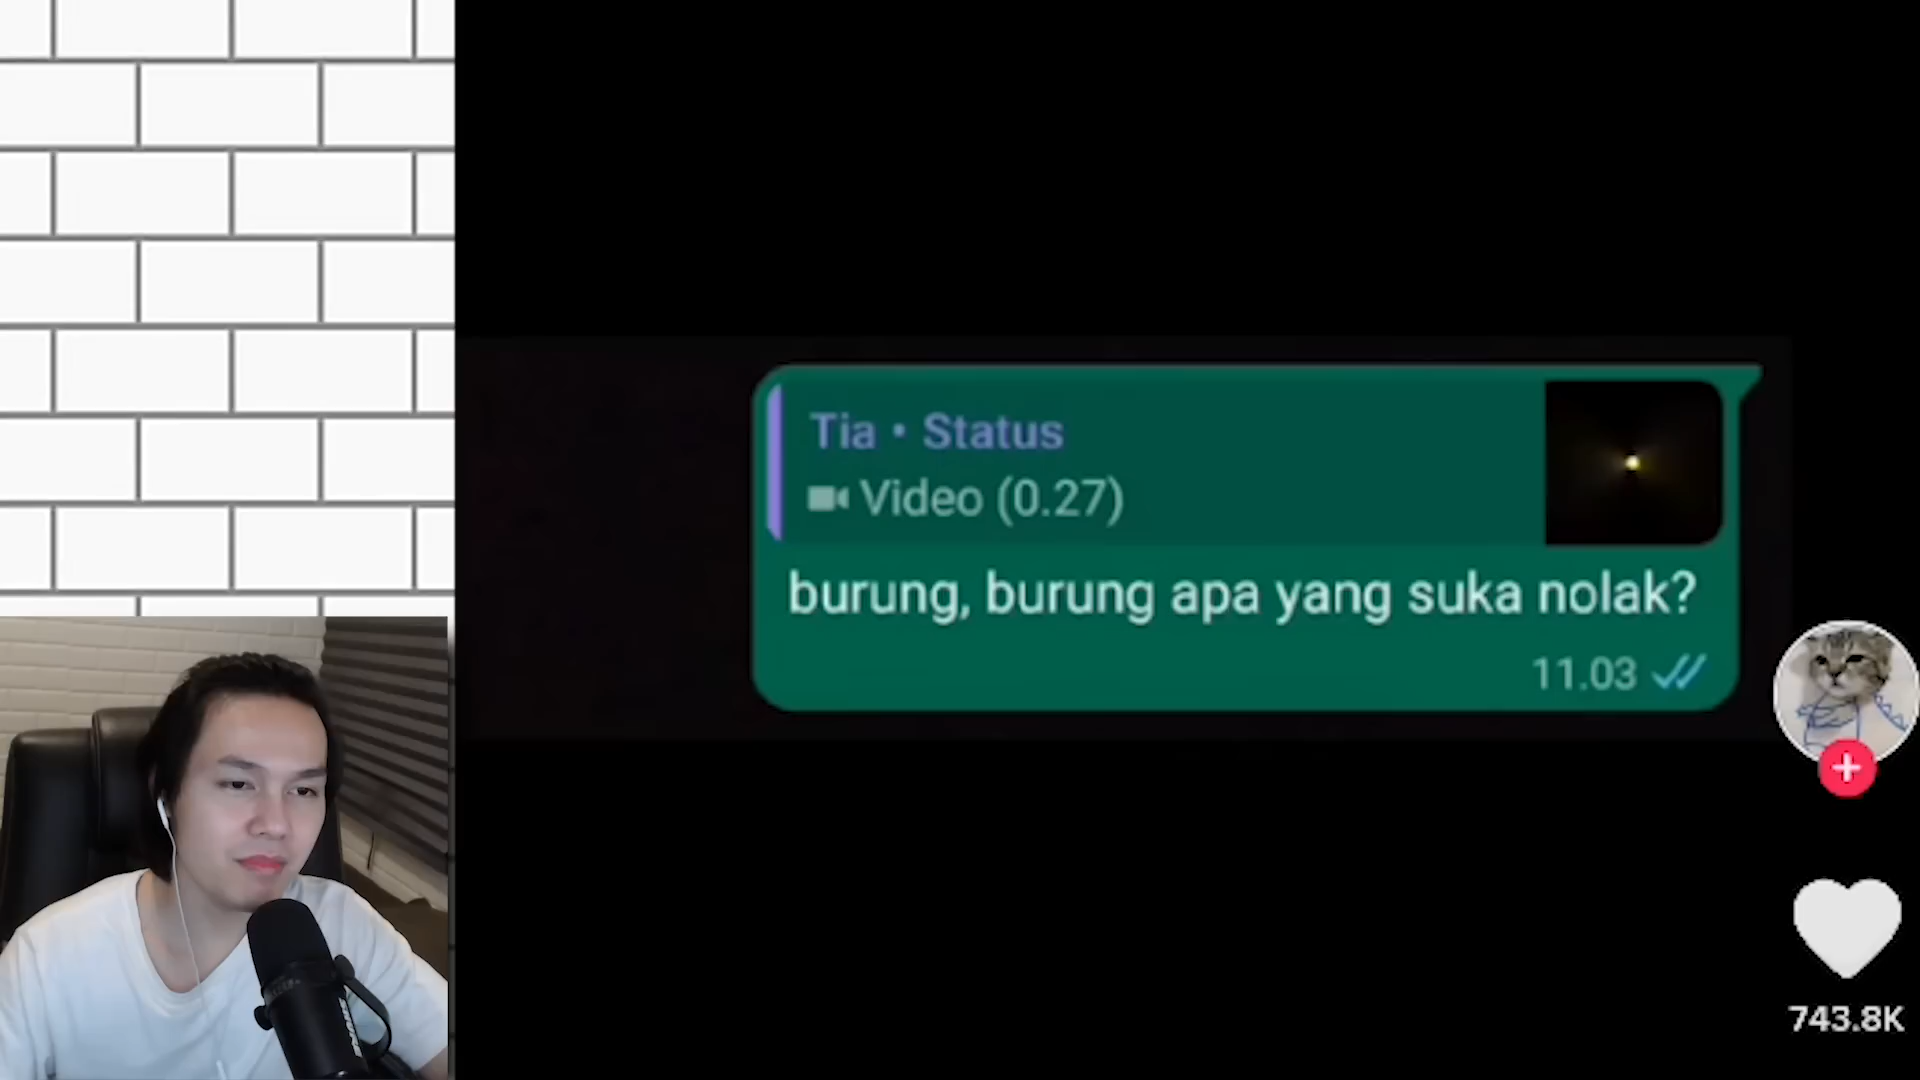 Tia • Status
Video (0.27)
burung, burung apa yang suka nolak?
11.03
743.8K